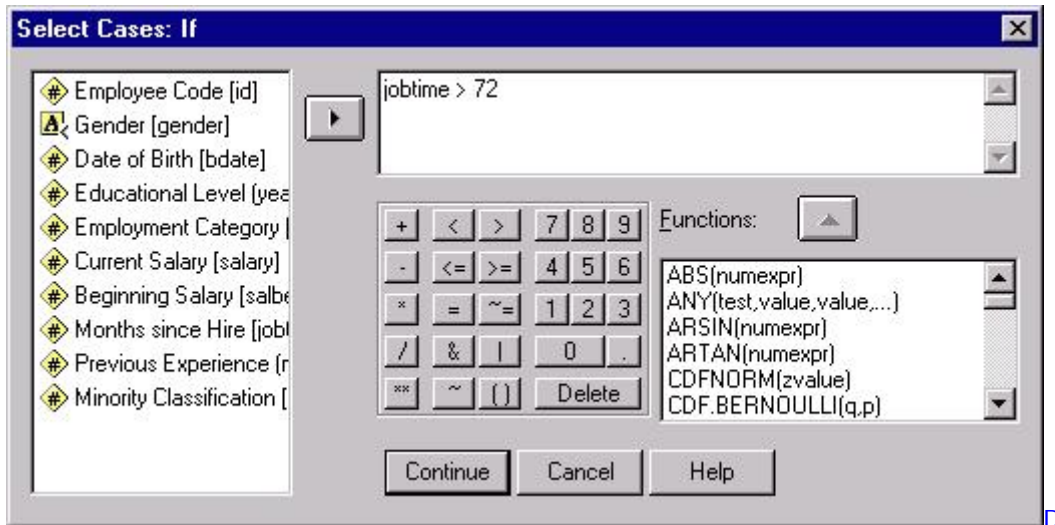 Select Cases: If
Employee Code [id]
Gender [gender]
Date of Birth [bdate]
Educational Level (yea
Employment Category [
Current Salary [salary]
Beginning Salary [salbe
Months since Hire [jobt
Previous Experience (r
Minority Classification [
jobtime > 72
+ < > 7 8 9
- <= >= 4 5 6
* = ~= 1 2 3
/ & | 0 .
** ~ ( ) Delete
Functions:
ABS(numexpr)
ANY(test,value,value,...)
ARSIN(numexpr)
ARTAN(numexpr)
CDFNORM(zvalue)
CDF.BERNOULLI(q,p)
Continue Cancel Help